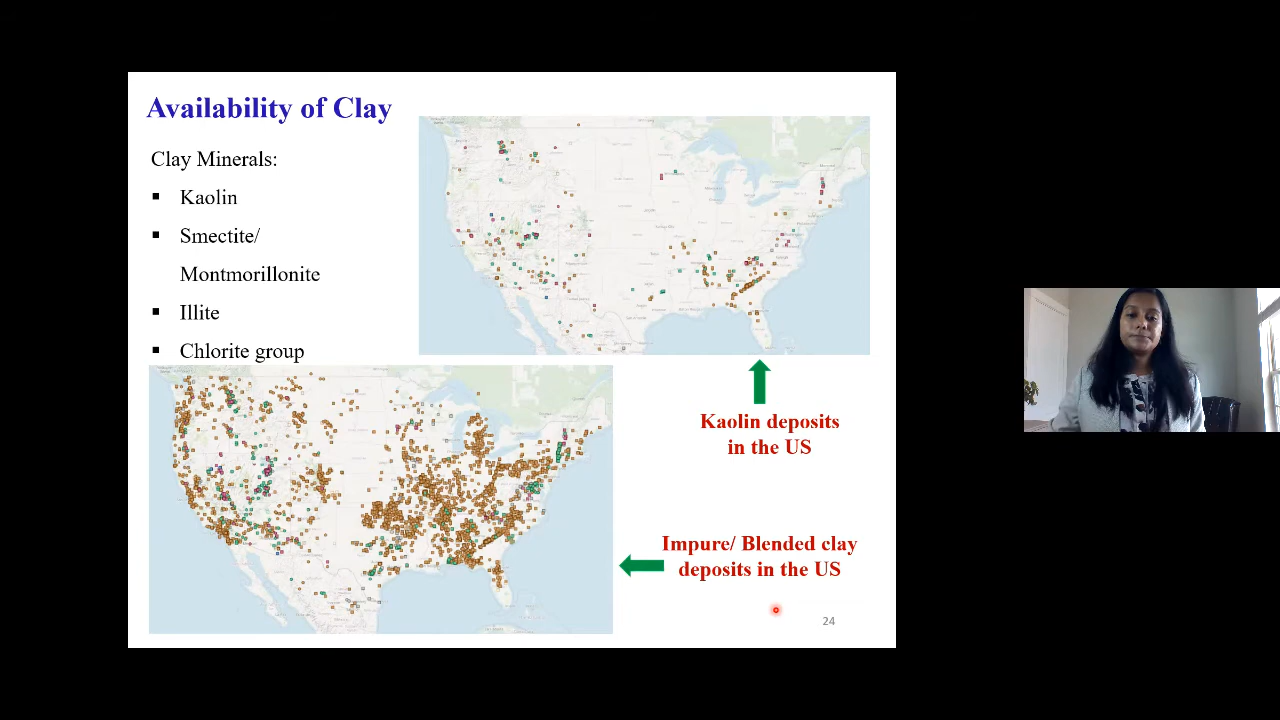 Availability of Clay
Clay Minerals:
Kaolin
Smectite/
Montmorillonite
Illite
Chlorite group
Kaolin deposits
in the US
Impure/ Blended clay
deposits in the US
24